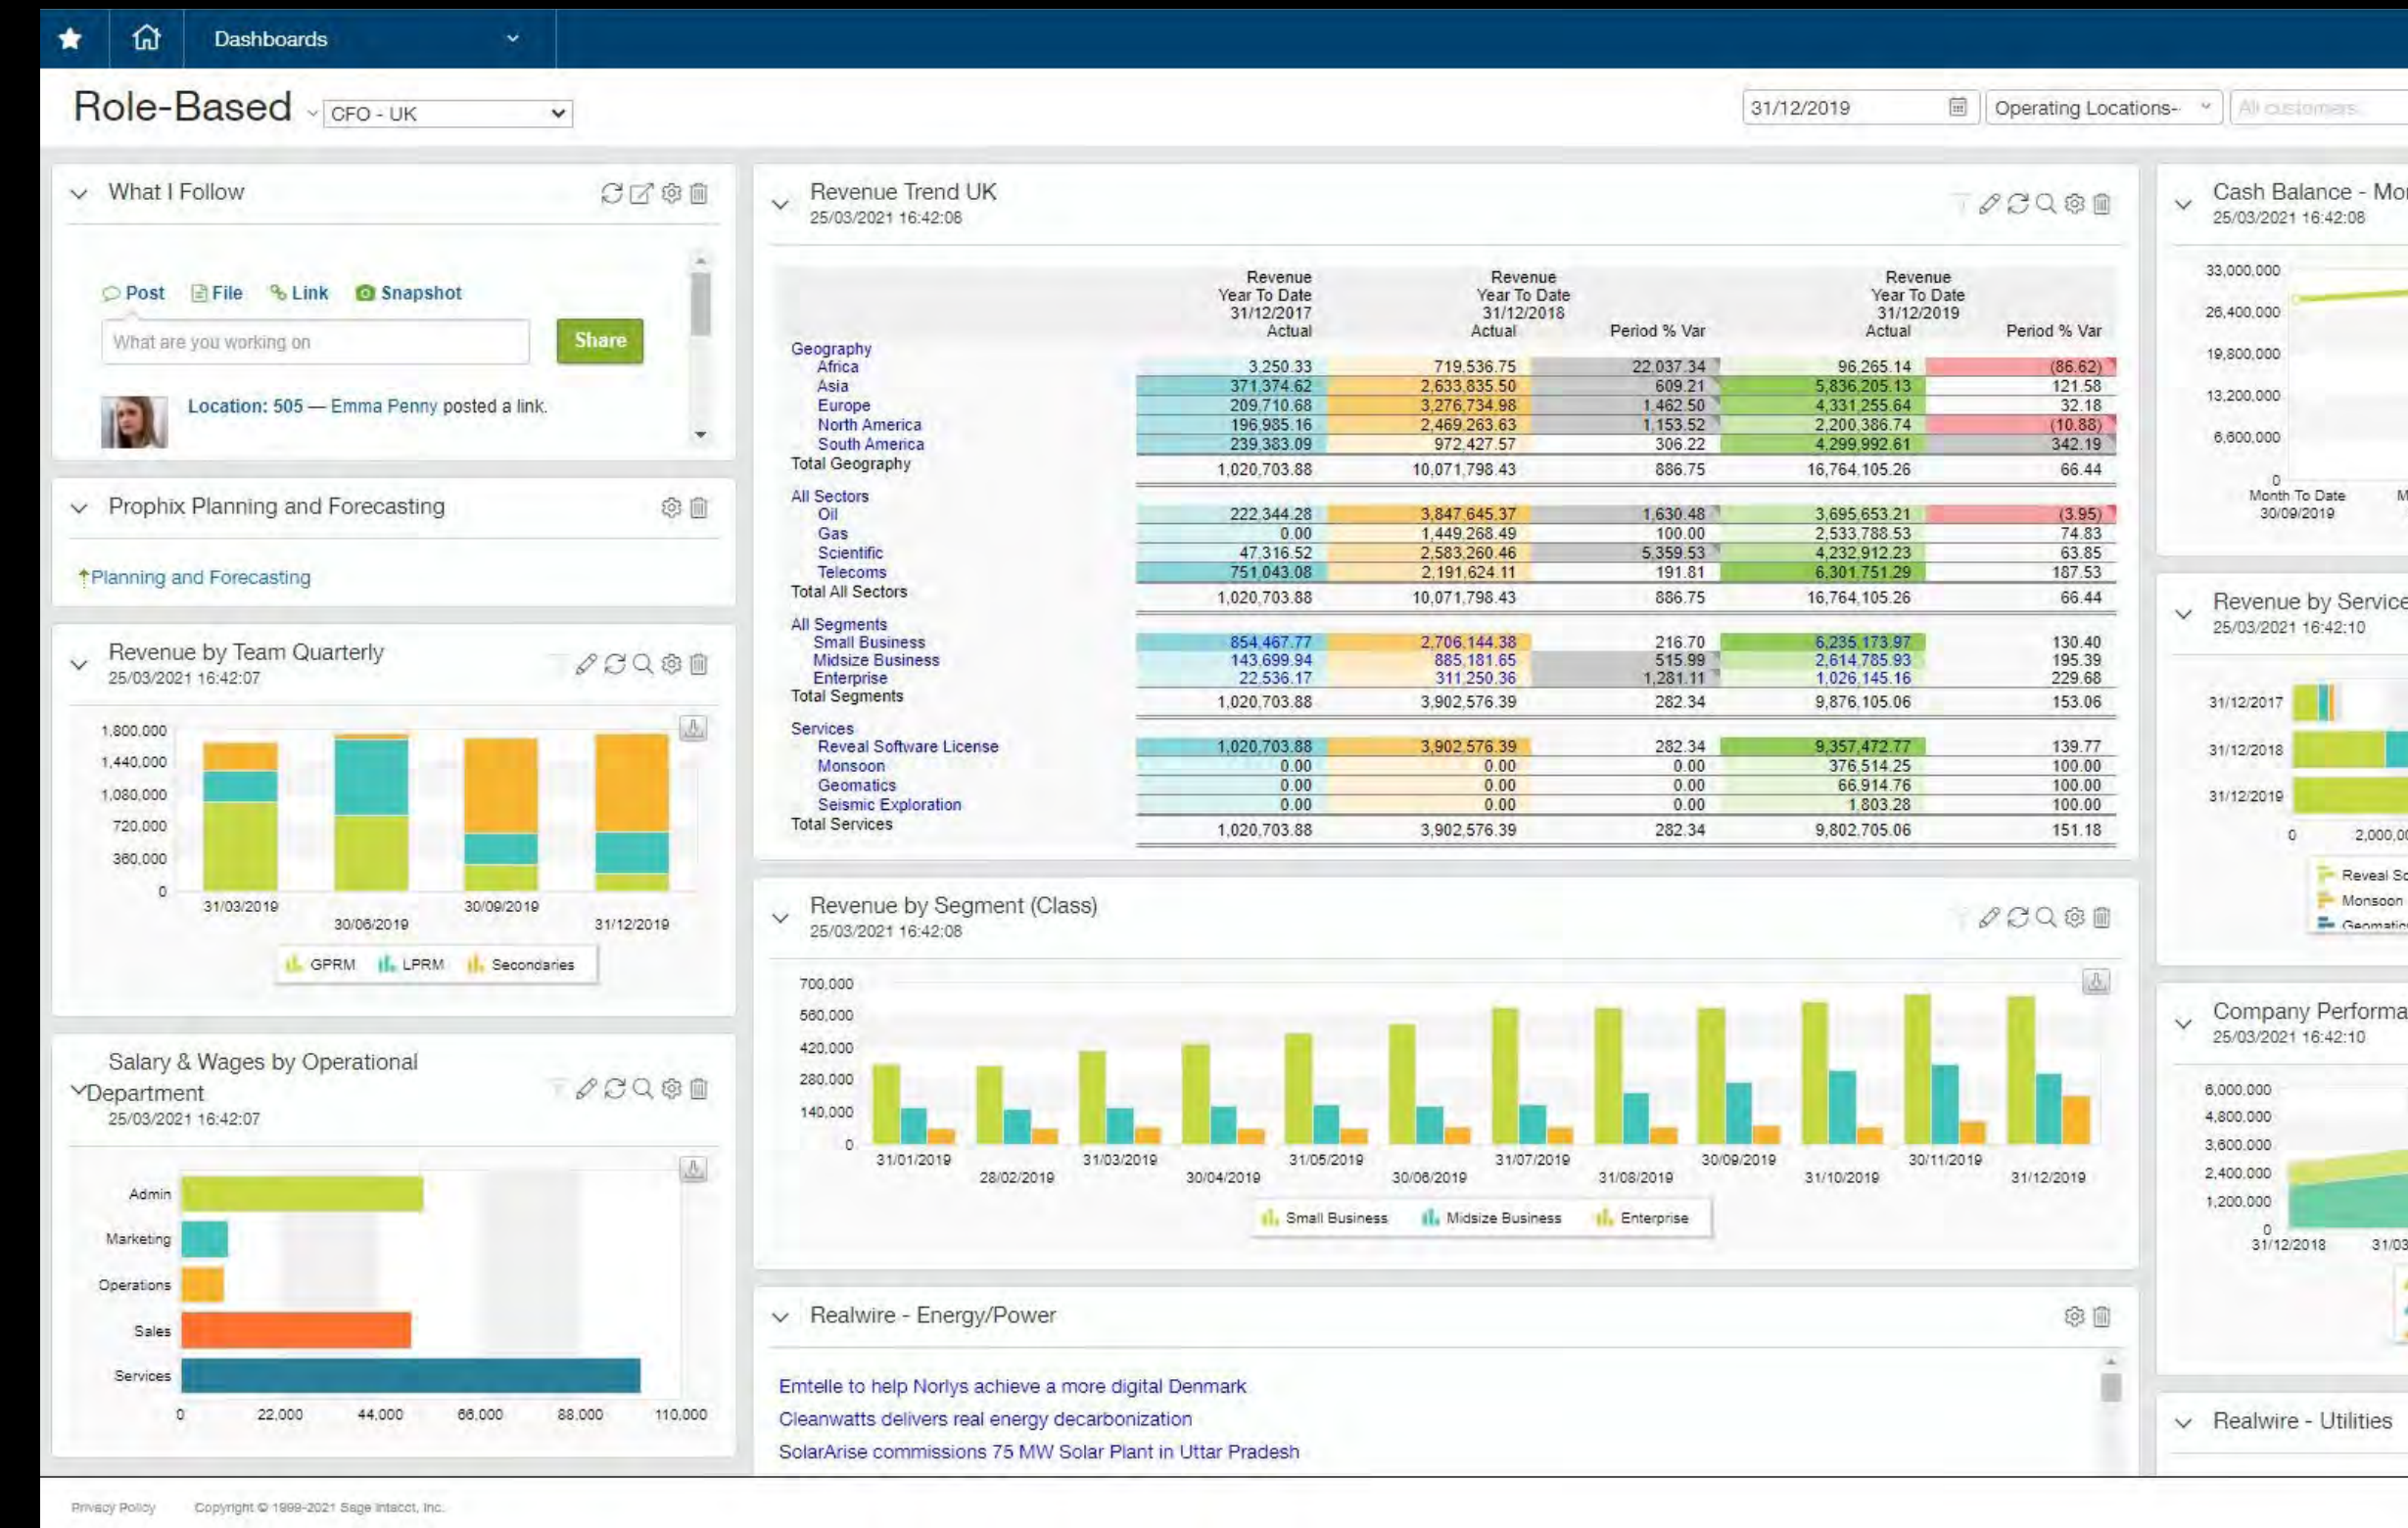 Dashboards
Role-Based CFO - UK
31/12/2019 Operating Locations- All customers
What I Follow
Post File Link Snapshot
What are you working on Share
Location: 505 — Emma Penny posted a link.
Prophix Planning and Forecasting
Planning and Forecasting
Revenue by Team Quarterly
25/03/2021 16:42:07
1,800,000
1,440,000
1,080,000
720,000
360,000
0
31/03/2019 30/09/2019
30/06/2019 31/12/2019
GPRM LPRM Secondaries
Salary & Wages by Operational
Department
25/03/2021 16:42:07
Admin
Marketing
Operations
Sales
Services
0 22,000 44,000 66,000 88,000 110,000
Revenue Trend UK
25/03/2021 16:42:08
Revenue Revenue Revenue
Year To Date Year To Date Year To Date
31/12/2017 31/12/2018 31/12/2019
Actual Actual Period % Var Actual Period % Var
Geography
Africa 3,250.33 719,536.75 22,037.34 96,265.14 (86.62)
Asia 371,374.62 2,633,835.50 609.21 5,836,205.13 121.58
Europe 209,710.68 3,276,734.98 1,462.50 4,331,255.64 32.18
North America 196,985.16 2,469,263.63 1,153.52 2,200,386.74 (10.88)
South America 239,383.09 972,427.57 306.22 4,299,992.61 342.19
Total Geography 1,020,703.88 10,071,798.43 886.75 16,764,105.26 66.44
All Sectors
Oil 222,344.28 3,847,645.37 1,630.48 3,695,653.21 (3.95)
Gas 0.00 1,449,268.49 100.00 2,533,788.53 74.83
Scientific 47,316.52 2,583,260.46 5,359.53 4,232,912.23 63.85
Telecoms 751,043.08 2,191,624.11 191.81 6,301,751.29 187.53
Total All Sectors 1,020,703.88 10,071,798.43 886.75 16,764,105.26 66.44
All Segments
Small Business 854,467.77 2,706,144.38 216.70 6,235,173.97 130.40
Midsize Business 143,699.94 885,181.65 515.99 2,614,785.93 195.39
Enterprise 22,536.17 311,250.36 1,281.11 1,026,145.16 229.68
Total Segments 1,020,703.88 3,902,576.39 282.34 9,876,105.06 153.06
Services
Reveal Software License 1,020,703.88 3,902,576.39 282.34 9,357,472.77 139.77
Monsoon 0.00 0.00 0.00 376,514.25 100.00
Geomatics 0.00 0.00 0.00 66,914.76 100.00
Seismic Exploration 0.00 0.00 0.00 1,803.28 100.00
Total Services 1,020,703.88 3,902,576.39 282.34 9,802,705.06 151.18
Revenue by Segment (Class)
25/03/2021 16:42:08
700,000
560,000
420,000
280,000
140,000
0
31/01/2019 31/03/2019 31/05/2019 31/07/2019 30/09/2019 30/11/2019
28/02/2019 30/04/2019 30/06/2019 31/08/2019 31/10/2019 31/12/2019
Small Business Midsize Business Enterprise
Realwire - Energy/Power
Emtelle to help Norlys achieve a more digital Denmark
Cleanwatts delivers real energy decarbonization
SolarArise commissions 75 MW Solar Plant in Uttar Pradesh
Cash Balance - Mo
25/03/2021 16:42:08
33,000,000
26,400,000
19,800,000
13,200,000
6,600,000
0
Month To Date M
30/09/2019
Revenue by Service
25/03/2021 16:42:10
31/12/2017
31/12/2018
31/12/2019
0 2,000,00
Reveal So
Monsoon
Geomatics
Company Performa
25/03/2021 16:42:10
6,000,000
4,800,000
3,600,000
2,400,000
1,200,000
0
31/12/2018 31/03
Realwire - Utilities
Privacy Policy Copyright © 1999-2021 Sage Intacct, Inc.